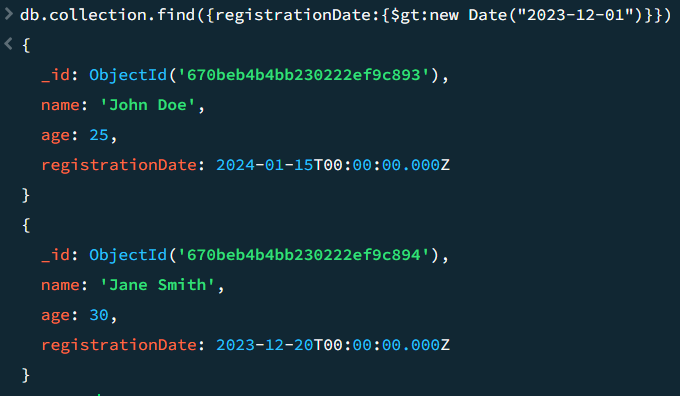 > db.collection.find({registrationDate:{$gt:new Date("2023-12-01")}})
< {
_id: ObjectId('670beb4b4bb230222ef9c893'),
name: 'John Doe',
age: 25,
registrationDate: 2024-01-15T00:00:00.000Z
}
{
_id: ObjectId('670beb4b4bb230222ef9c894'),
name: 'Jane Smith',
age: 30,
registrationDate: 2023-12-20T00:00:00.000Z
}